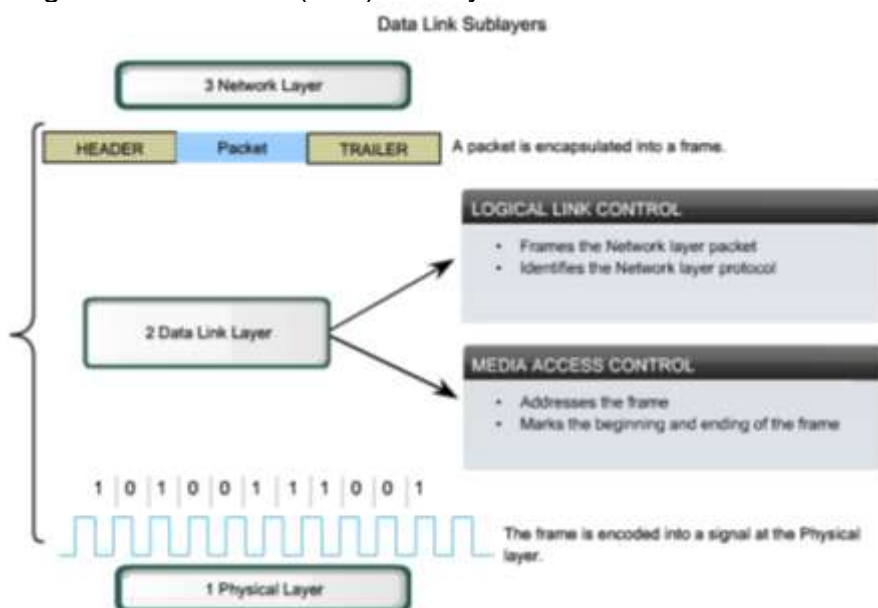 Data Link Sublayers
3 Network Layer
HEADER Packet TRAILER A packet is encapsulated into a frame.
LOGICAL LINK CONTROL
• Frames the Network layer packet
• Identifies the Network layer protocol
2 Data Link Layer
MEDIA ACCESS CONTROL
• Addresses the frame
• Marks the beginning and ending of the frame
1 0 1 0 0 1 1 1 0 0 1
The frame is encoded into a signal at the Physical
layer.
1 Physical Layer